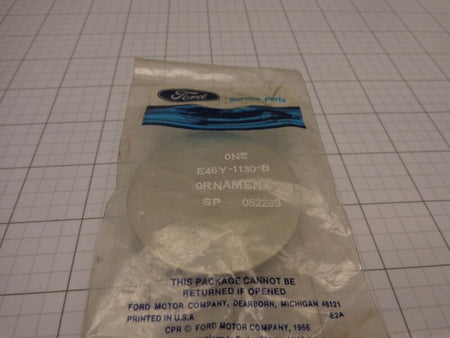 Ford
Service Parts
ONE
E46Y-1130-B
ORNAMENT
SP 052289
THIS PACKAGE CANNOT BE
RETURNED IF OPENED
FORD MOTOR COMPANY, DEARBORN, MICHIGAN 48121
PRINTED IN U.S.A E2A
CPR © FORD MOTOR COMPANY, 1966